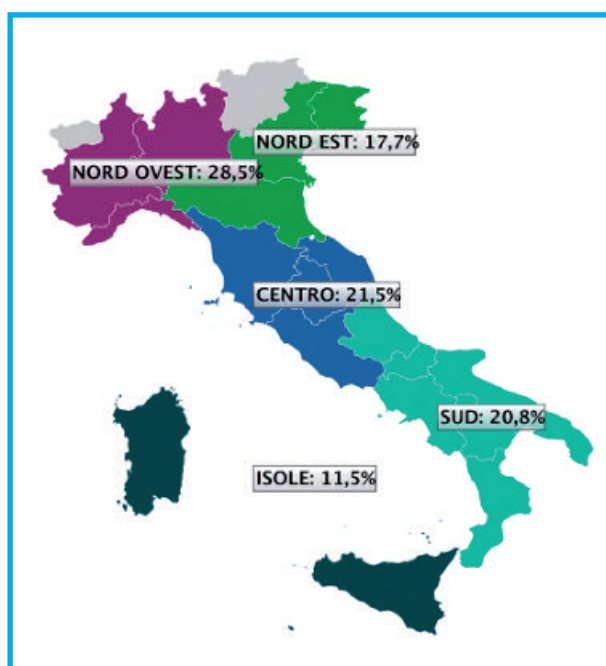 NORD EST: 17,7%
NORD OVEST: 28,5%
CENTRO: 21,5%
SUD: 20,8%
ISOLE: 11,5%